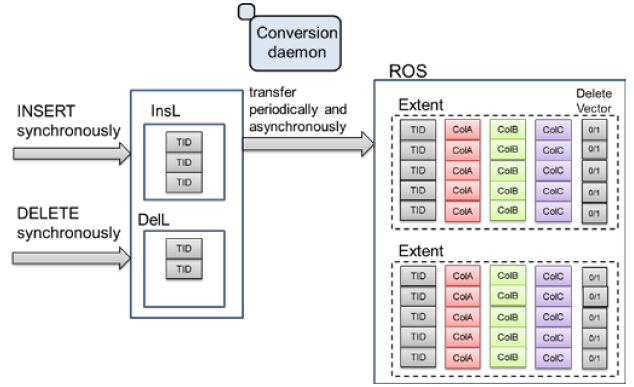 Conversion
daemon
ROS
INSERT
synchronously
InsL
TID
TID
TID
transfer
periodically and
asynchronously
DELETE
synchronously
DelL
TID
TID
Extent
Delete
Vector
TID ColA ColB ColC 0/1
TID ColA ColB ColC 0/1
TID ColA ColB ColC 0/1
TID ColA ColB ColC 0/1
TID ColA ColB ColC 0/1
Extent
TID ColA ColB ColC 0/1
TID ColA ColB ColC 0/1
TID ColA ColB ColC 0/1
TID ColA ColB ColC 0/1
TID ColA ColB ColC 0/1